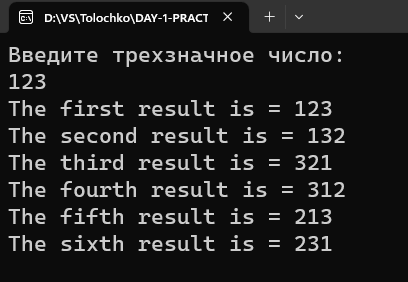 D:\VS\Tolochko\DAY-1-PRACT
Введите трехзначное число:
123
The first result is = 123
The second result is = 132
The third result is = 321
The fourth result is = 312
The fifth result is = 213
The sixth result is = 231